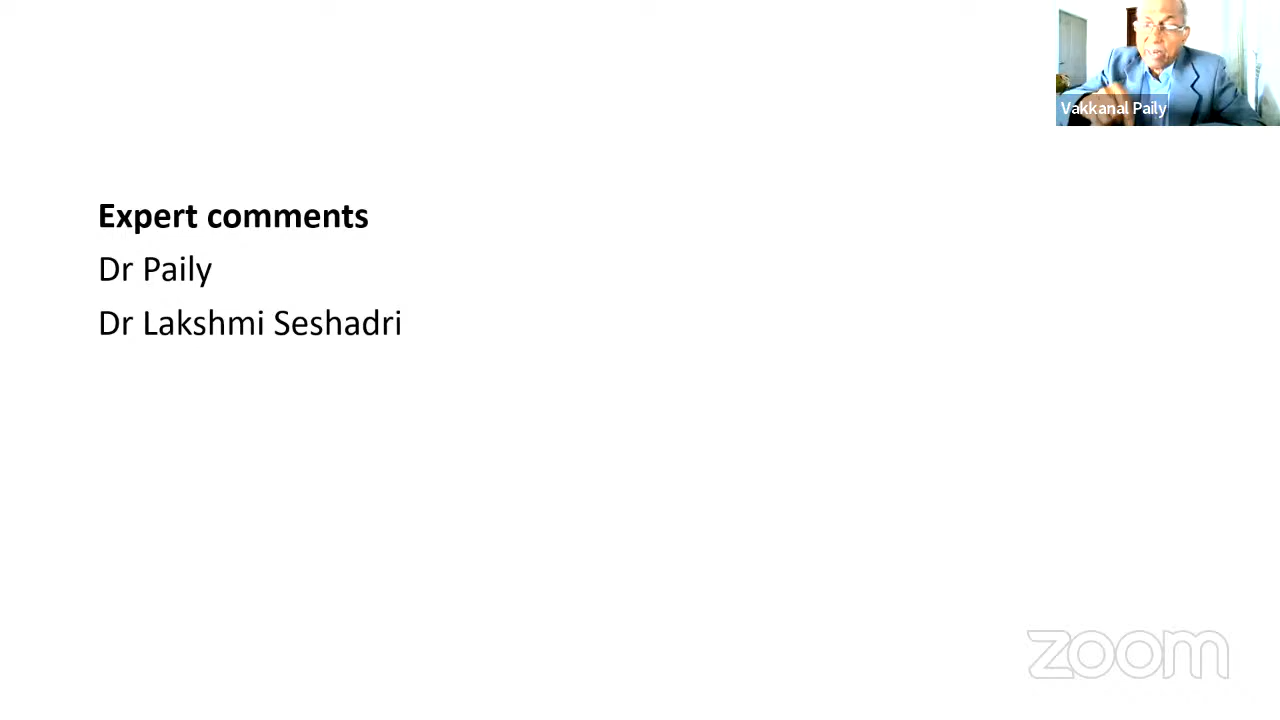 Vakkanal Paily
Expert comments
Dr Paily
Dr Lakshmi Seshadri
zoom